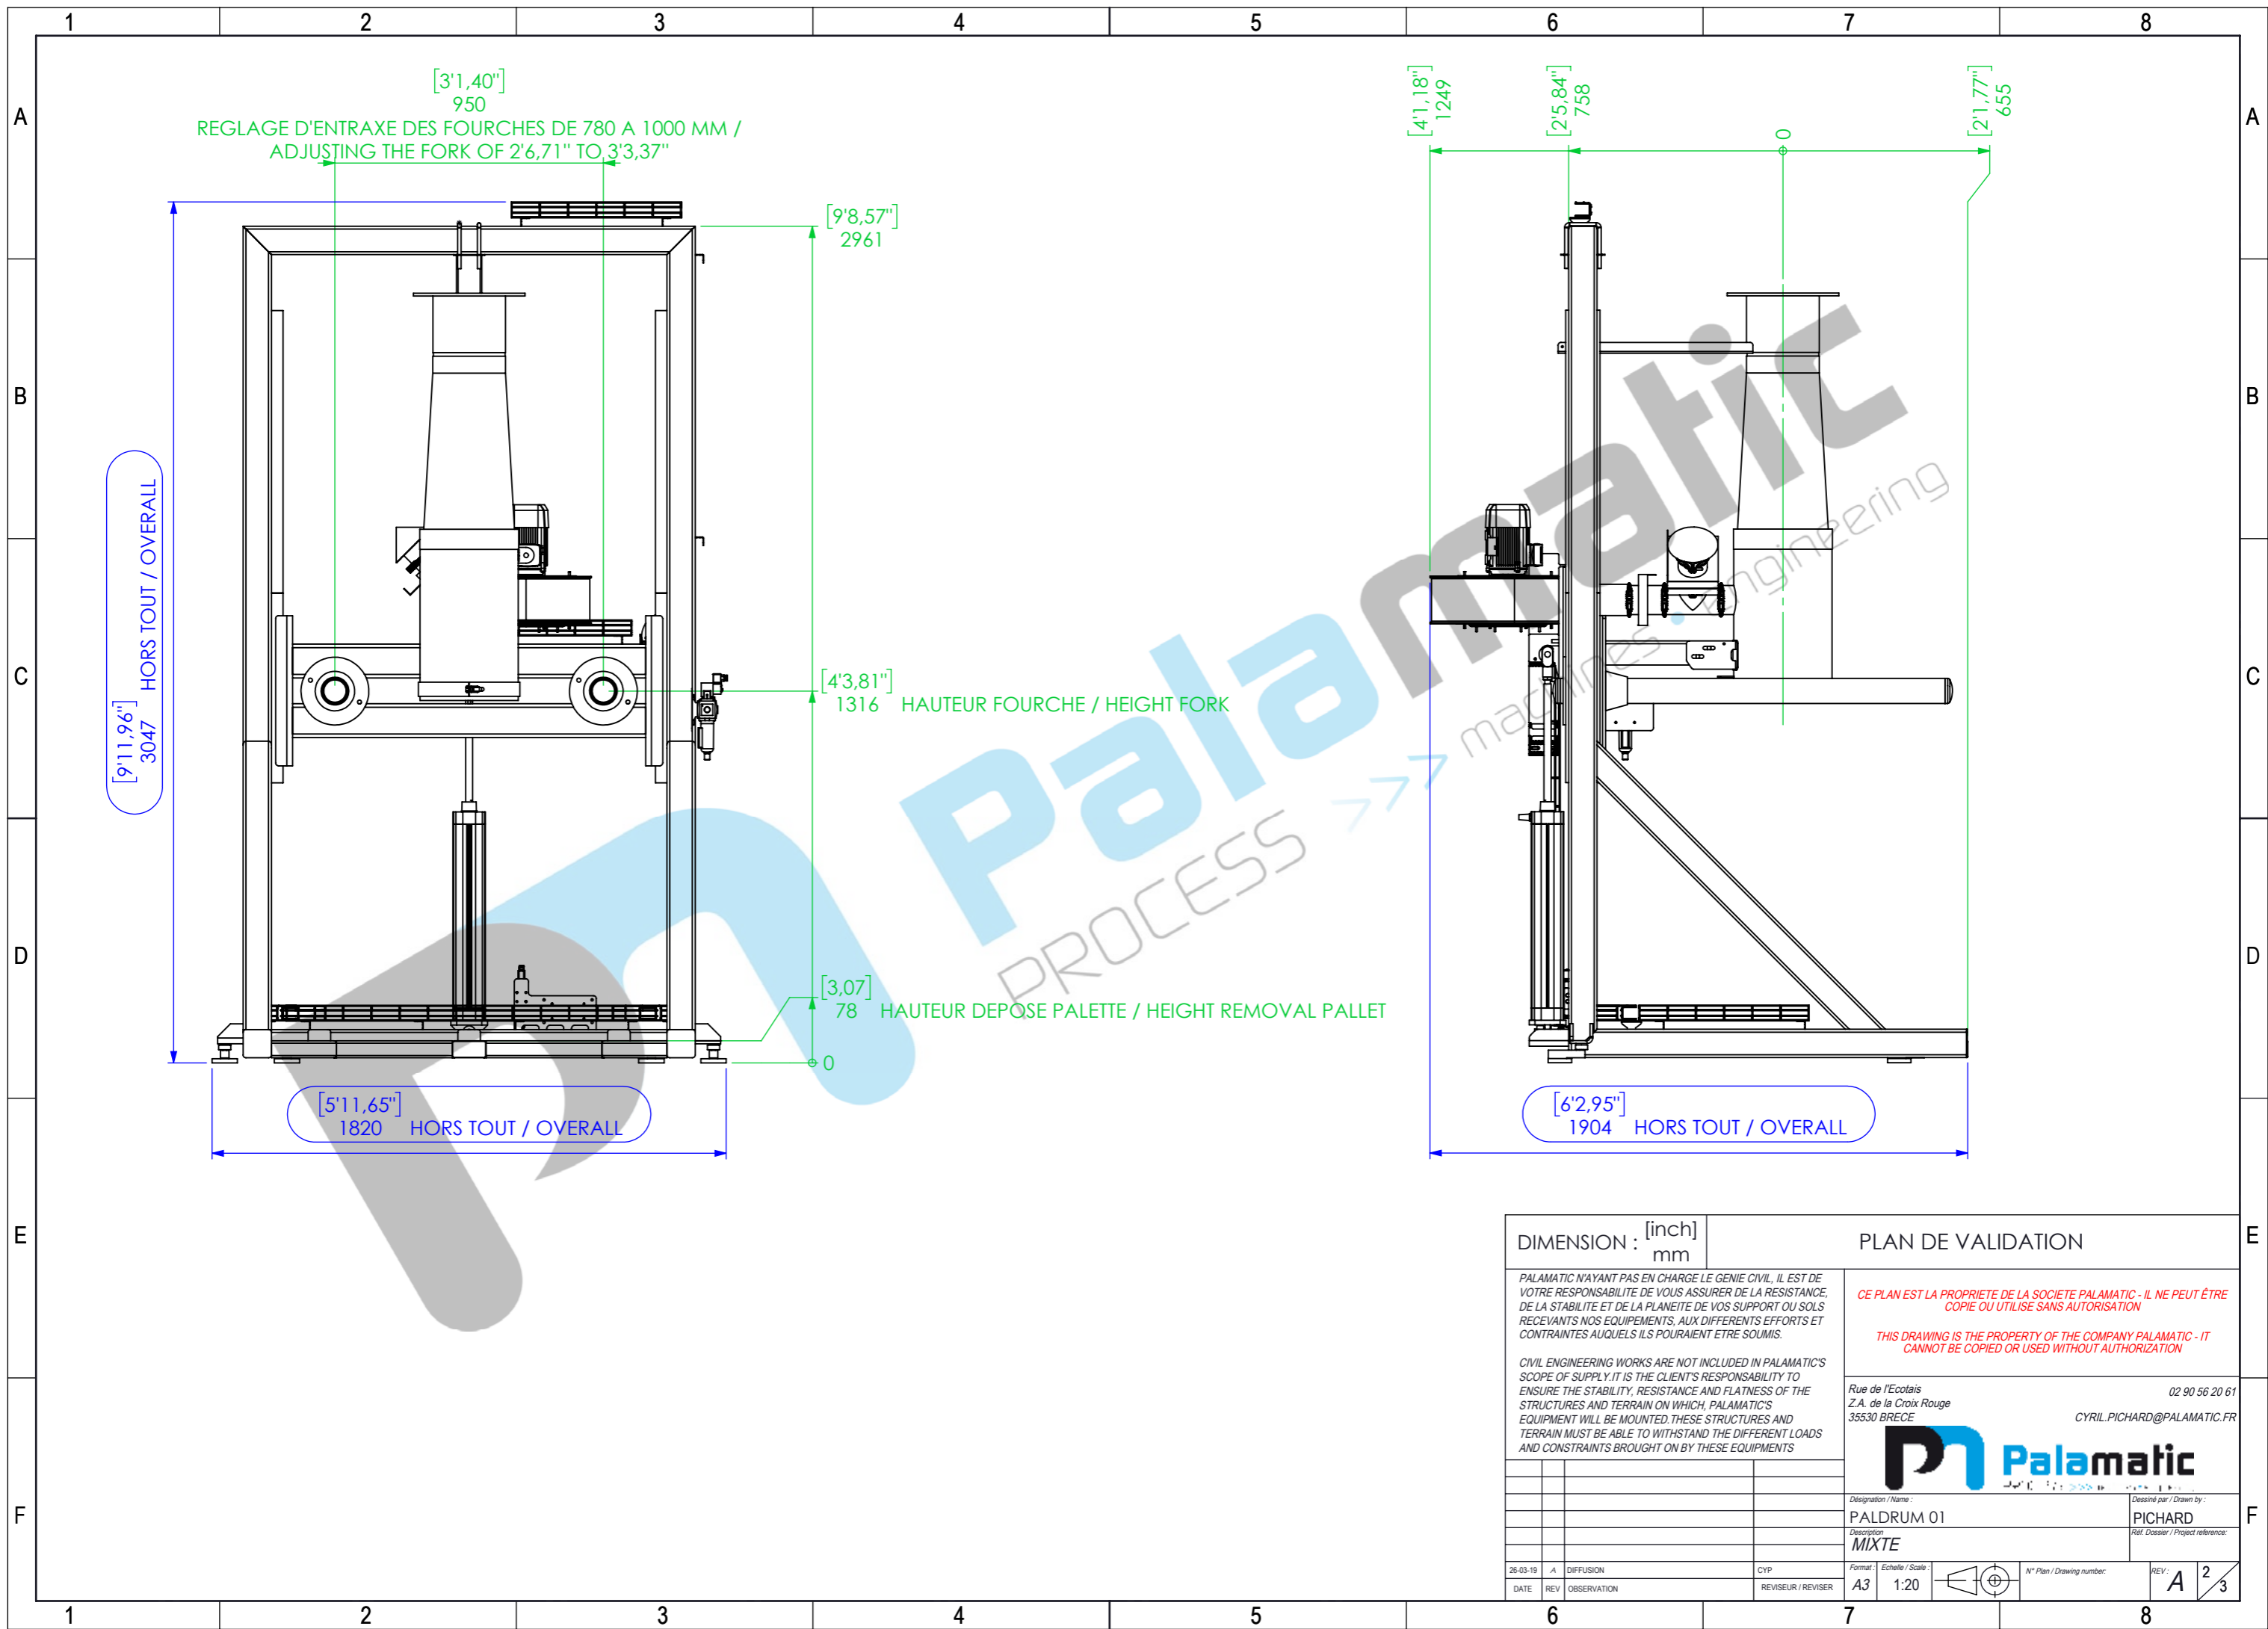 1 2 3 4 5 6 7 8
A A
B B
C C
D D
E E
F F
[3'1,40"]
950
REGLAGE D'ENTRAXE DES FOURCHES DE 780 A 1000 MM /
ADJUSTING THE FORK OF 2'6,71" TO 3'3,37"
[9'8,57"]
2961
[9'11,96"]
3047 HORS TOUT / OVERALL
[4'3,81"]
1316 HAUTEUR FOURCHE / HEIGHT FORK
[3,07]
78 HAUTEUR DEPOSE PALETTE / HEIGHT REMOVAL PALLET
0
[5'11,65"]
1820 HORS TOUT / OVERALL
[4'1,18"]
1249
[2'5,84"]
758
0
[2'1,77"]
655
[6'2,95"]
1904 HORS TOUT / OVERALL
Palamatic
PROCESS >>> machines • engineering
DIMENSION : [inch]
mm
PLAN DE VALIDATION
PALAMATIC N'AYANT PAS EN CHARGE LE GENIE CIVIL, IL EST DE
VOTRE RESPONSABILITE DE VOUS ASSURER DE LA RESISTANCE,
DE LA STABILITE ET DE LA PLANEITE DE VOS SUPPORT OU SOLS
RECEVANTS NOS EQUIPEMENTS, AUX DIFFERENTS EFFORTS ET
CONTRAINTES AUQUELS ILS POURAIENT ETRE SOUMIS.
CIVIL ENGINEERING WORKS ARE NOT INCLUDED IN PALAMATIC'S
SCOPE OF SUPPLY.IT IS THE CLIENT'S RESPONSABILITY TO
ENSURE THE STABILITY, RESISTANCE AND FLATNESS OF THE
STRUCTURES AND TERRAIN ON WHICH, PALAMATIC'S
EQUIPMENT WILL BE MOUNTED.THESE STRUCTURES AND
TERRAIN MUST BE ABLE TO WITHSTAND THE DIFFERENT LOADS
AND CONSTRAINTS BROUGHT ON BY THESE EQUIPMENTS
CE PLAN EST LA PROPRIETE DE LA SOCIETE PALAMATIC - IL NE PEUT ÊTRE
COPIE OU UTILISE SANS AUTORISATION
THIS DRAWING IS THE PROPERTY OF THE COMPANY PALAMATIC - IT
CANNOT BE COPIED OR USED WITHOUT AUTHORIZATION
Rue de l'Ecotais 02 90 56 20 61
Z.A. de la Croix Rouge
35530 BRECE CYRIL.PICHARD@PALAMATIC.FR
Palamatic
Désignation / Name : Dessiné par / Drawn by :
PALDRUM 01 PICHARD
Description Réf. Dossier / Project reference:
MIXTE
26-03-19 A DIFFUSION CYP
DATE REV OBSERVATION REVISEUR / REVISER
Format : Echelle / Scale : N° Plan / Drawing number: REV :
A3 1:20 A 2/3
1 2 3 4 5 6 7 8